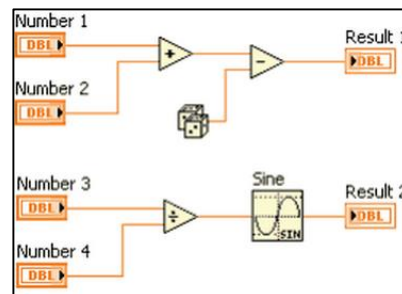 Number 1
DBL
Number 2
DBL
+
−
Result 1
DBL
Number 3
DBL
Number 4
DBL
÷
Sine
SIN
Result 2
DBL